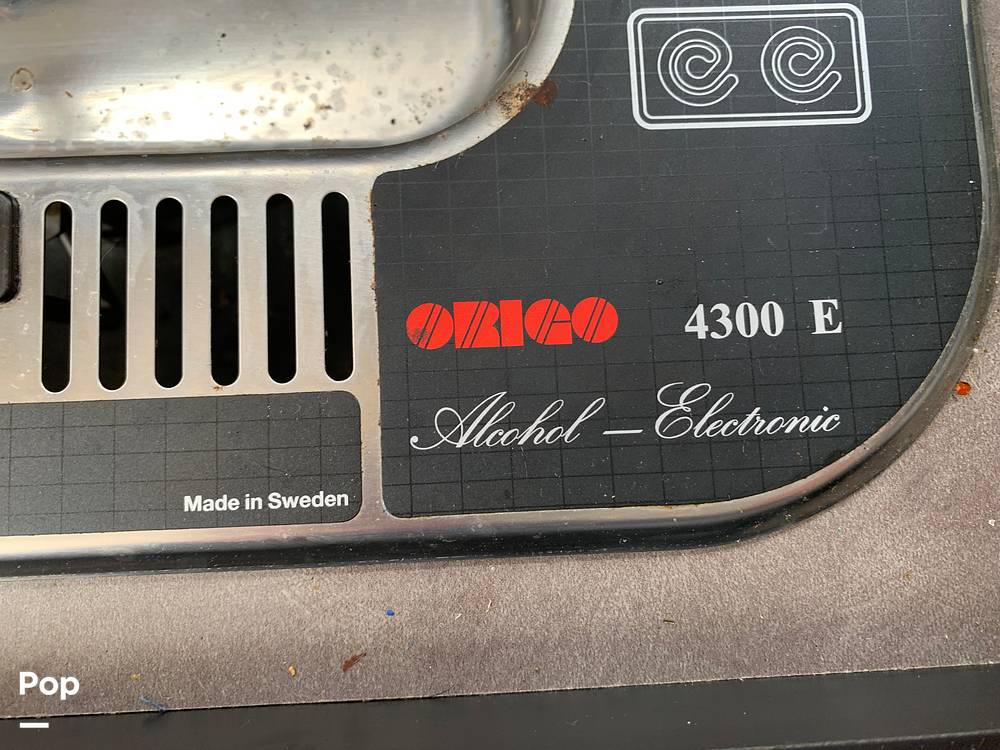 ORIGO 4300 E
Alcohol – Electronic
Made in Sweden
Pop